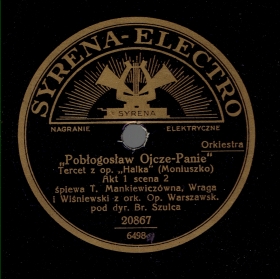 SYRENA-ELECTRO
SYRENA
NAGRANIE ELEKTRYCZNE
Orkiestra
„Pobłogosław Ojcze-Panie"
Tercet z op. „Halka" (Moniuszko)
Akt 1 scena 2
śpiewa T. Mankiewiczówna, Wraga
i Wiśniewski z ork. Op. Warszawsk.
pod dyr. Br. Szulca
20867
6498